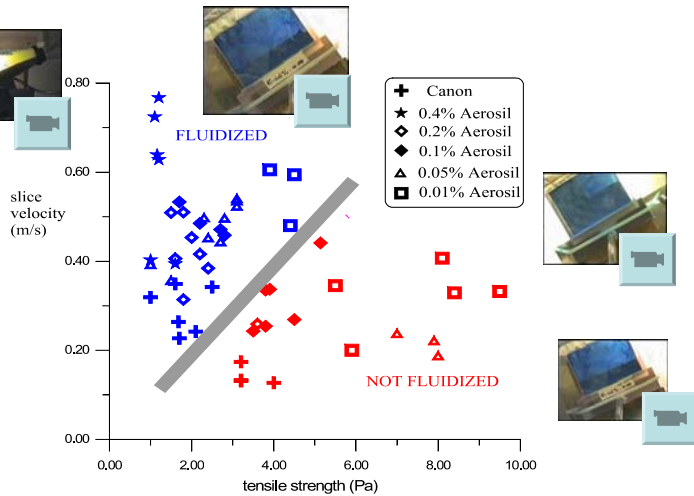 0.80
0.60
0.40
0.20
0.00
slice
velocity
(m/s)
FLUIDIZED
Canon
0.4% Aerosil
0.2% Aerosil
0.1% Aerosil
0.05% Aerosil
0.01% Aerosil
NOT FLUIDIZED
0.00 2.00 4.00 6.00 8.00 10.00
tensile strength (Pa)